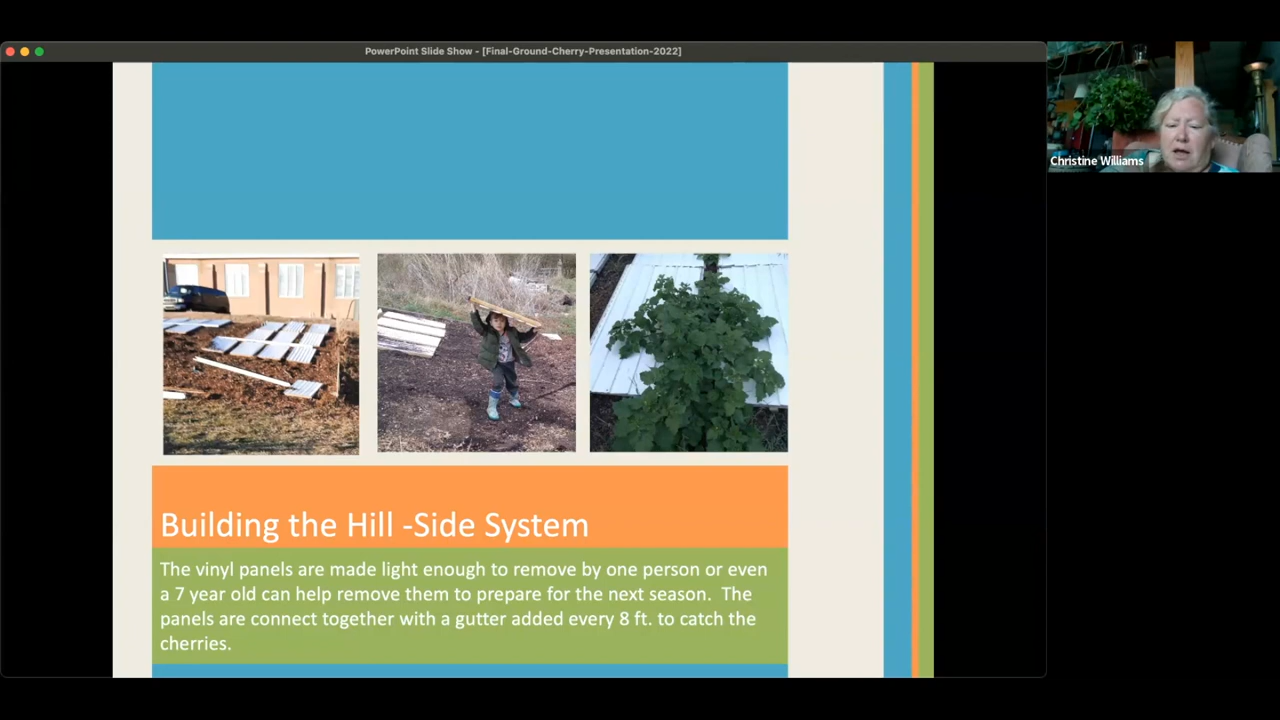 PowerPoint Slide Show - [Final-Ground-Cherry-Presentation-2022]
Christine Williams
Building the Hill -Side System
The vinyl panels are made light enough to remove by one person or even
a 7 year old can help remove them to prepare for the next season.  The
panels are connect together with a gutter added every 8 ft. to catch the
cherries.